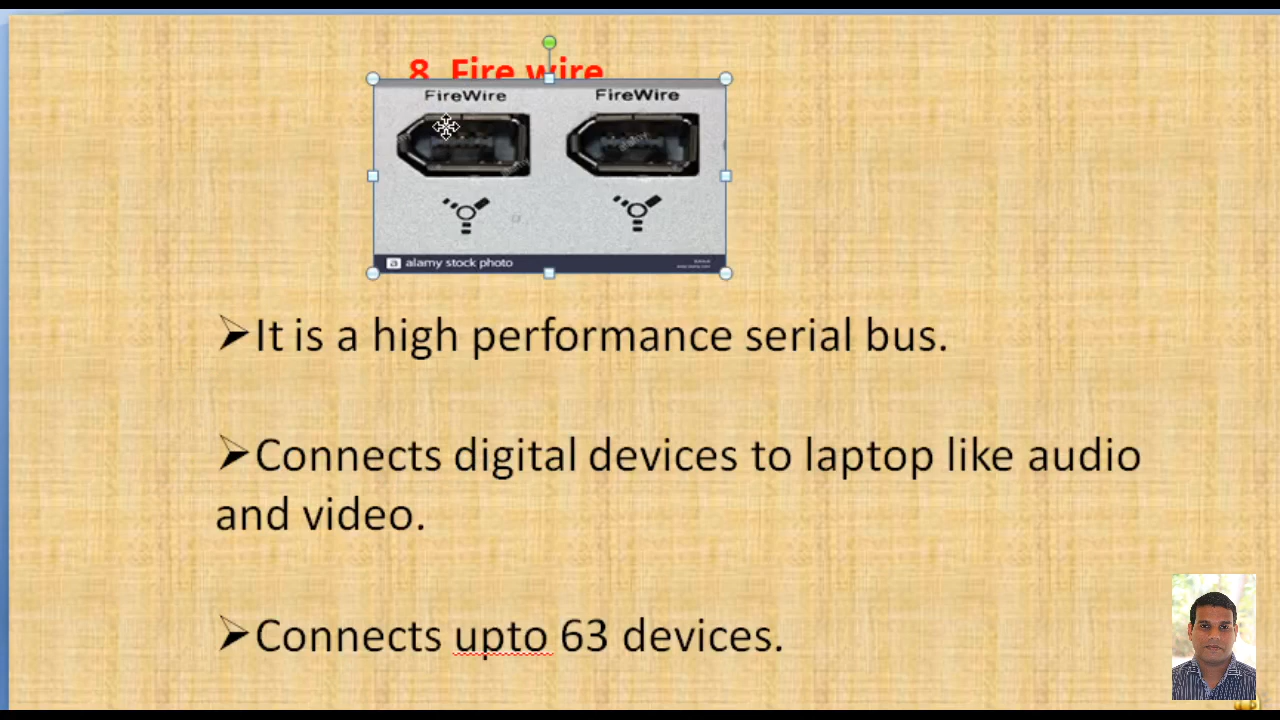 8. Fire wire
FireWire FireWire
a alamy stock photo
➢It is a high performance serial bus.
➢Connects digital devices to laptop like audio
and video.
➢Connects upto 63 devices.